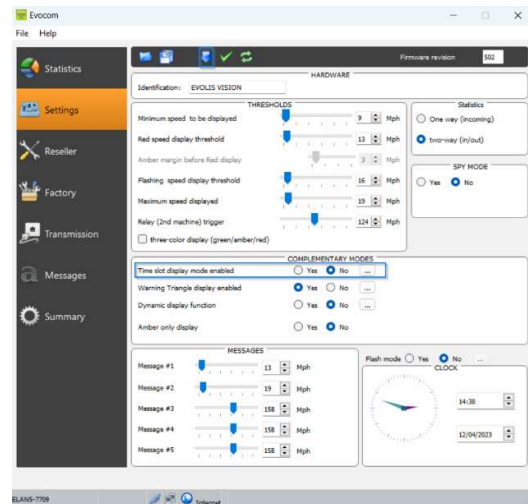 Evocom
File Help
Statistics
Settings
Reseller
Factory
Transmission
Messages
Summary
Firmware revision 502
HARDWARE
Identification: EVOLIS VISION
THRESHOLDS
Minimum speed to be displayed 9 Mph
Red speed display threshold 13 Mph
Amber margin before Red display 3 Mph
Flashing speed display threshold 16 Mph
Maximum speed displayed 19 Mph
Relay (2nd machine) trigger 124 Mph
three-color display (green/amber/red)
Statistics
One way (incoming)
two-way (in/out)
SPY MODE
Yes No
COMPLEMENTARY MODES
Time slot display mode enabled Yes No ...
Warning Triangle display enabled Yes No ...
Dynamic display function Yes No ...
Amber only display Yes No
MESSAGES
Message #1 13 Mph
Message #2 19 Mph
Message #3 158 Mph
Message #4 158 Mph
Message #5 158 Mph
Flash mode Yes No ...
CLOCK
14:38
12/04/2023
ELANS-7709 Internet